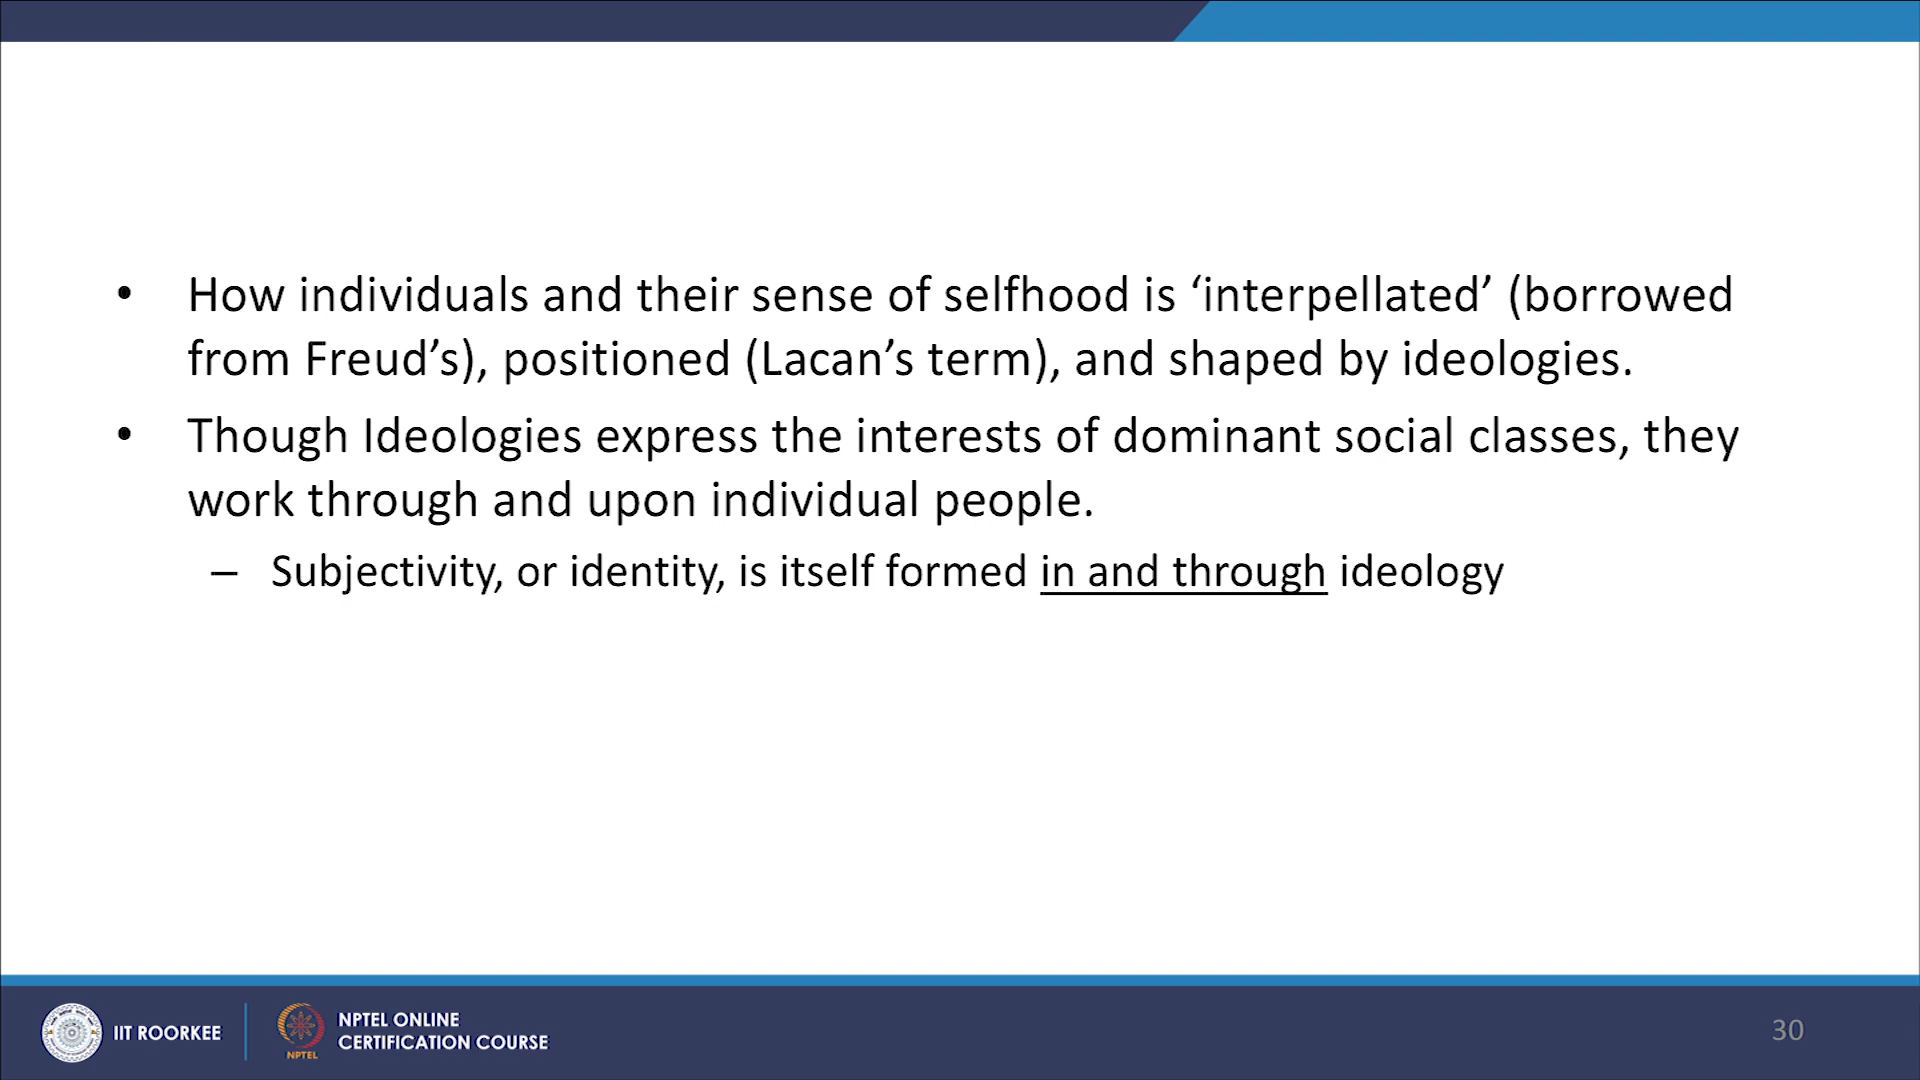 • How individuals and their sense of selfhood is ‘interpellated’ (borrowed
from Freud’s), positioned (Lacan’s term), and shaped by ideologies.
• Though Ideologies express the interests of dominant social classes, they
work through and upon individual people.
– Subjectivity, or identity, is itself formed in and through ideology
IIT ROORKEE
NPTEL
NPTEL ONLINE
CERTIFICATION COURSE
30